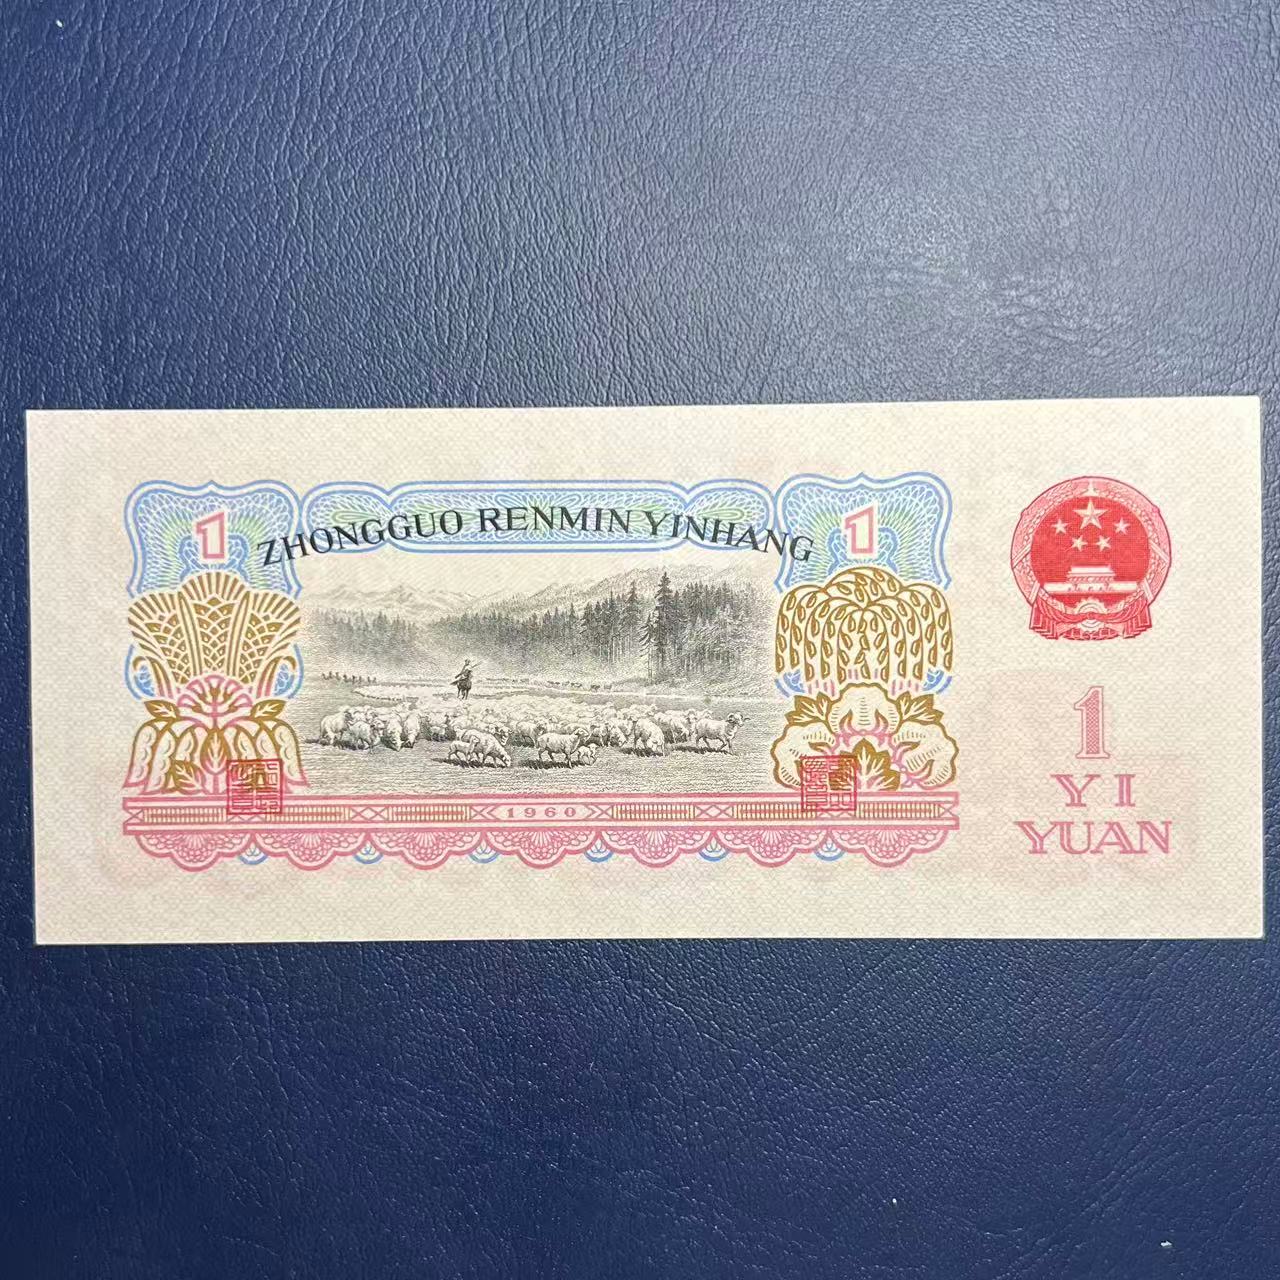 1
ZHONGGUO RENMIN YINHANG
1
1960
1
YI
YUAN